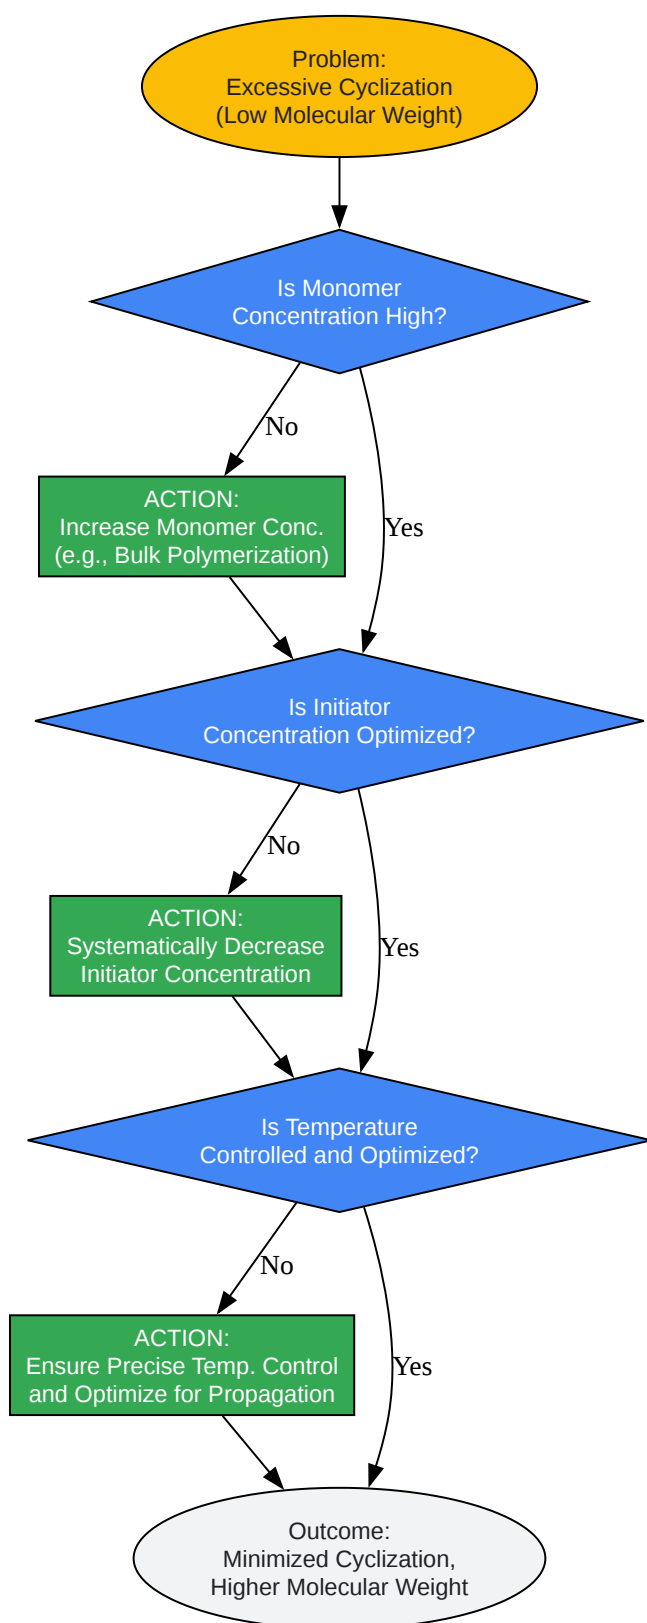 Problem:
Excessive Cyclization
(Low Molecular Weight)
Is Monomer
Concentration High?
No
Yes
ACTION:
Increase Monomer Conc.
(e.g., Bulk Polymerization)
Is Initiator
Concentration Optimized?
No
Yes
ACTION:
Systematically Decrease
Initiator Concentration
Is Temperature
Controlled and Optimized?
No
Yes
ACTION:
Ensure Precise Temp. Control
and Optimize for Propagation
Outcome:
Minimized Cyclization,
Higher Molecular Weight